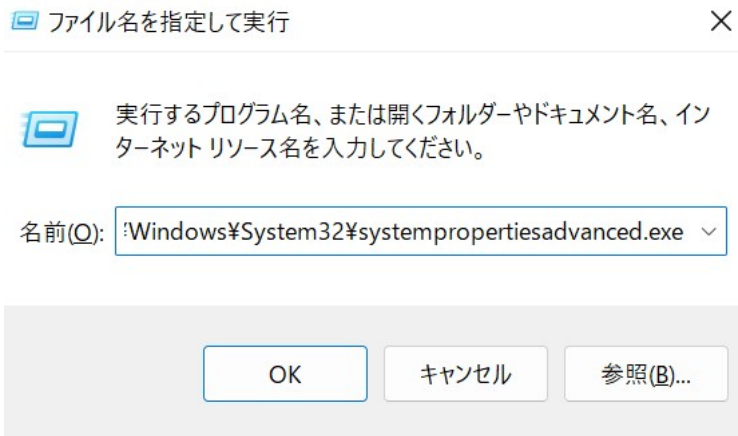 ファイル名を指定して実行
実行するプログラム名、または開くフォルダーやドキュメント名、イン
ターネット リソース名を入力してください。
名前(O): Windows¥System32¥systempropertiesadvanced.exe
OK キャンセル 参照(B)...